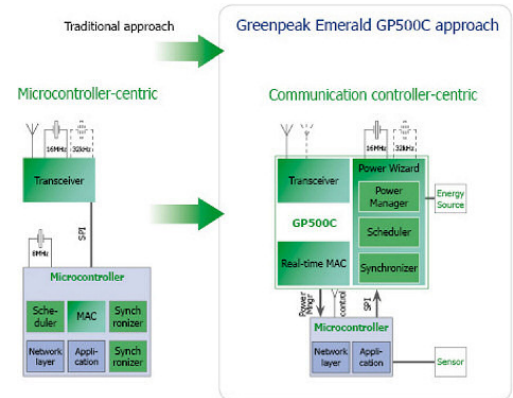 Traditional approach
Greenpeak Emerald GP500C approach
Microcontroller-centric
16MHz
32kHz
Transceiver
SPI
8MHz
Microcontroller
Sche-
duler
MAC
Synch
ronizer
Network
layer
Appli-
cation
Synch
ronizer
Communication controller-centric
16MHz
32kHz
Transceiver
Power Wizard
Power
Manager
Energy
Source
GP500C
Scheduler
Real-time MAC
Synchronizer
Power
Mngr
control
SPI
Microcontroller
Network
layer
Appli-
cation
Sensor